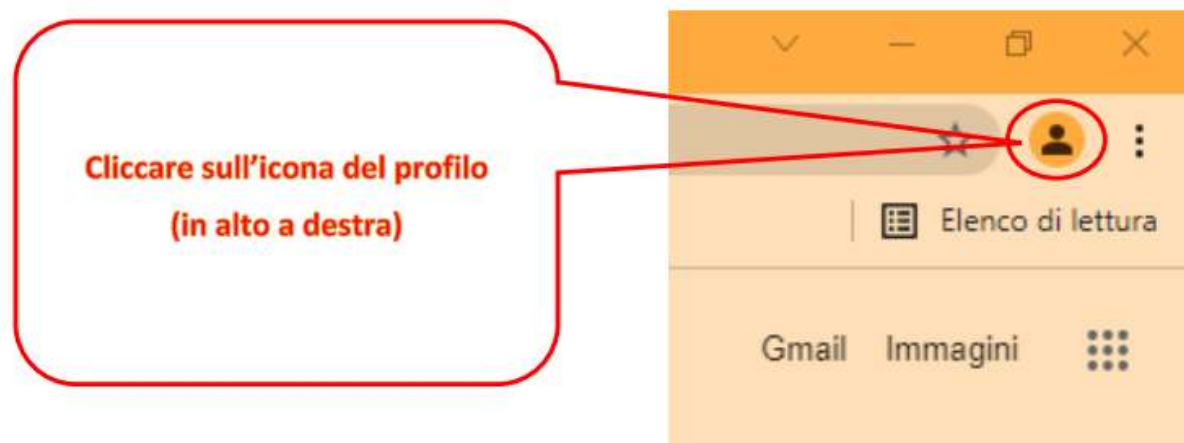 Cliccare sull'icona del profilo
(in alto a destra)
Elenco di lettura
Gmail Immagini